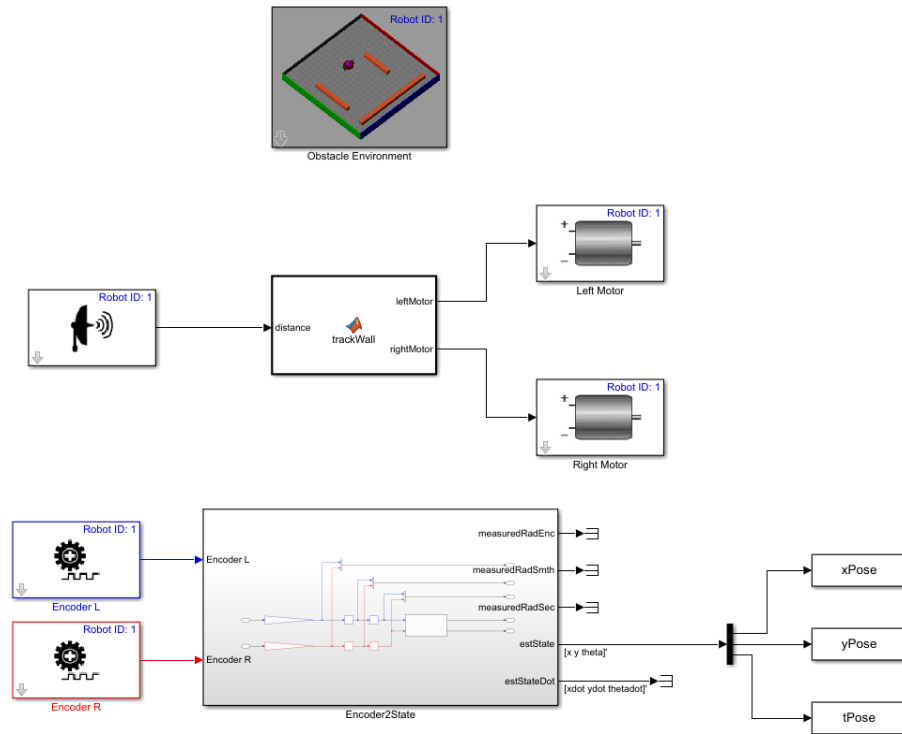 Robot ID: 1
Obstacle Environment
Robot ID: 1
+
−
Left Motor
Robot ID: 1
distance
leftMotor
trackWall
rightMotor
Robot ID: 1
+
−
Right Motor
Robot ID: 1
Encoder L
Robot ID: 1
Encoder R
Encoder L
Encoder R
measuredRadEnc
measuredRadSmth
measuredRadSec
estState
[x y theta]'
estStateDot
[xdot ydot thetadot]'
Encoder2State
xPose
yPose
tPose